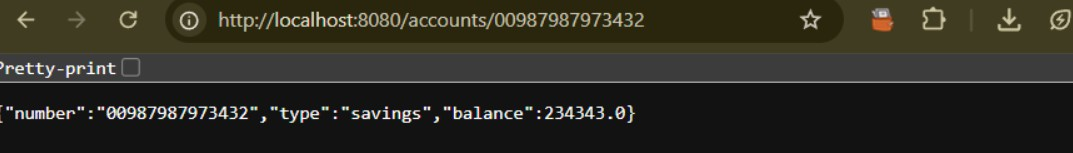 http://localhost:8080/accounts/00987987973432
Pretty-print
{"number":"00987987973432","type":"savings","balance":234343.0}